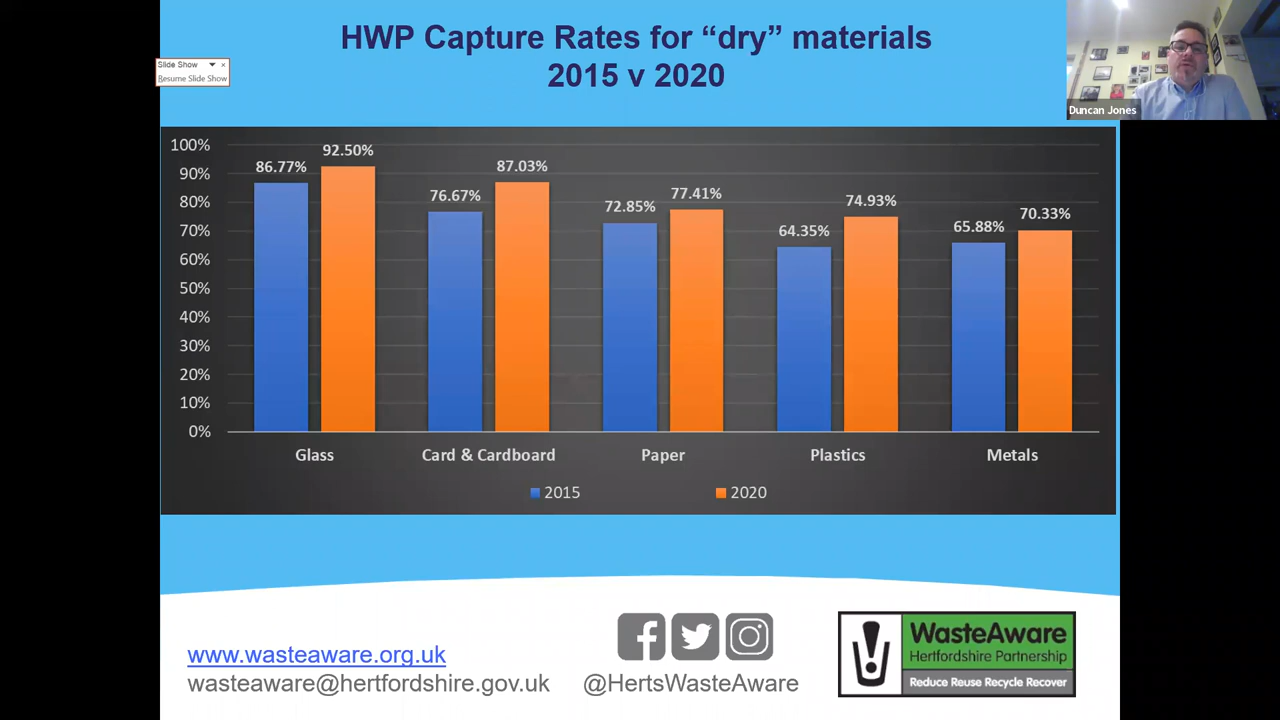 HWP Capture Rates for “dry” materials
2015 v 2020
Slide Show
Resume Slide Show
Duncan Jones
100%
90%
80%
70%
60%
50%
40%
30%
20%
10%
0%
86.77%
92.50%
76.67%
87.03%
72.85%
77.41%
64.35%
74.93%
65.88%
70.33%
Glass
Card & Cardboard
Paper
Plastics
Metals
2015
2020
www.wasteaware.org.uk
wasteaware@hertfordshire.gov.uk
@HertsWasteAware
WasteAware
Hertfordshire Partnership
Reduce Reuse Recycle Recover